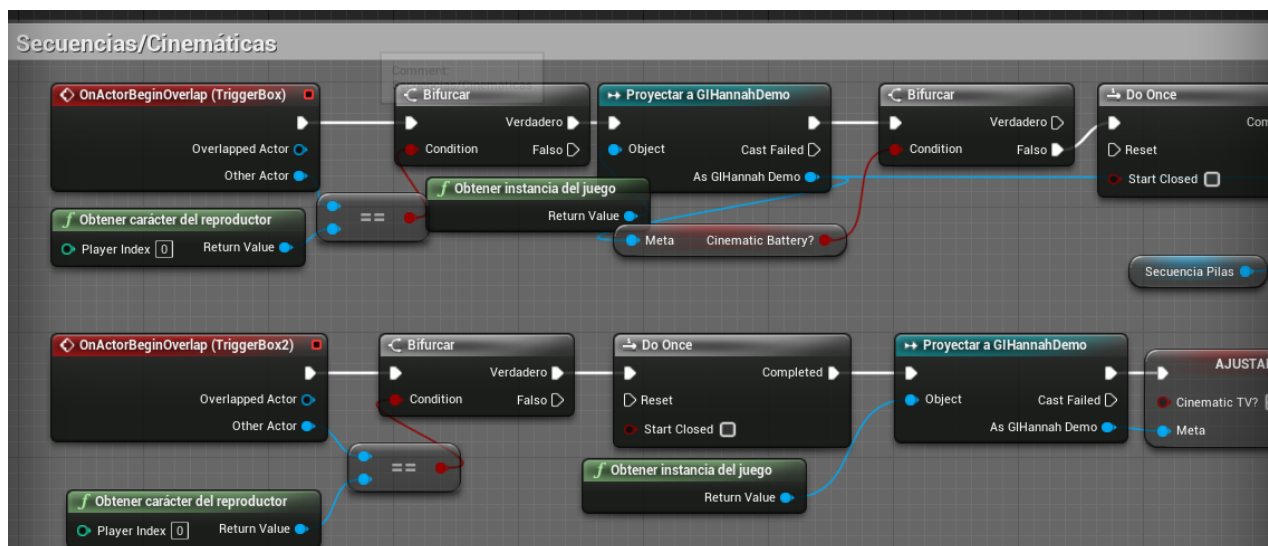 Secuencias/Cinemáticas
Comment
OnActorBeginOverlap (TriggerBox)
Overlapped Actor
Other Actor
Bifurcar
Verdadero
Condition
Falso
Proyectar a GIHannahDemo
Object
Cast Failed
As GIHannah Demo
Bifurcar
Verdadero
Condition
Falso
Do Once
Com
Reset
Start Closed
Obtener carácter del reproductor
Player Index 0
Return Value
==
Obtener instancia del juego
Return Value
Meta
Cinematic Battery?
Secuencia Pilas
OnActorBeginOverlap (TriggerBox2)
Overlapped Actor
Other Actor
Bifurcar
Verdadero
Condition
Falso
Do Once
Completed
Reset
Start Closed
Proyectar a GIHannahDemo
Object
Cast Failed
As GIHannah Demo
AJUSTA
Cinematic TV?
Meta
==
Obtener instancia del juego
Return Value
Obtener carácter del reproductor
Player Index 0
Return Value